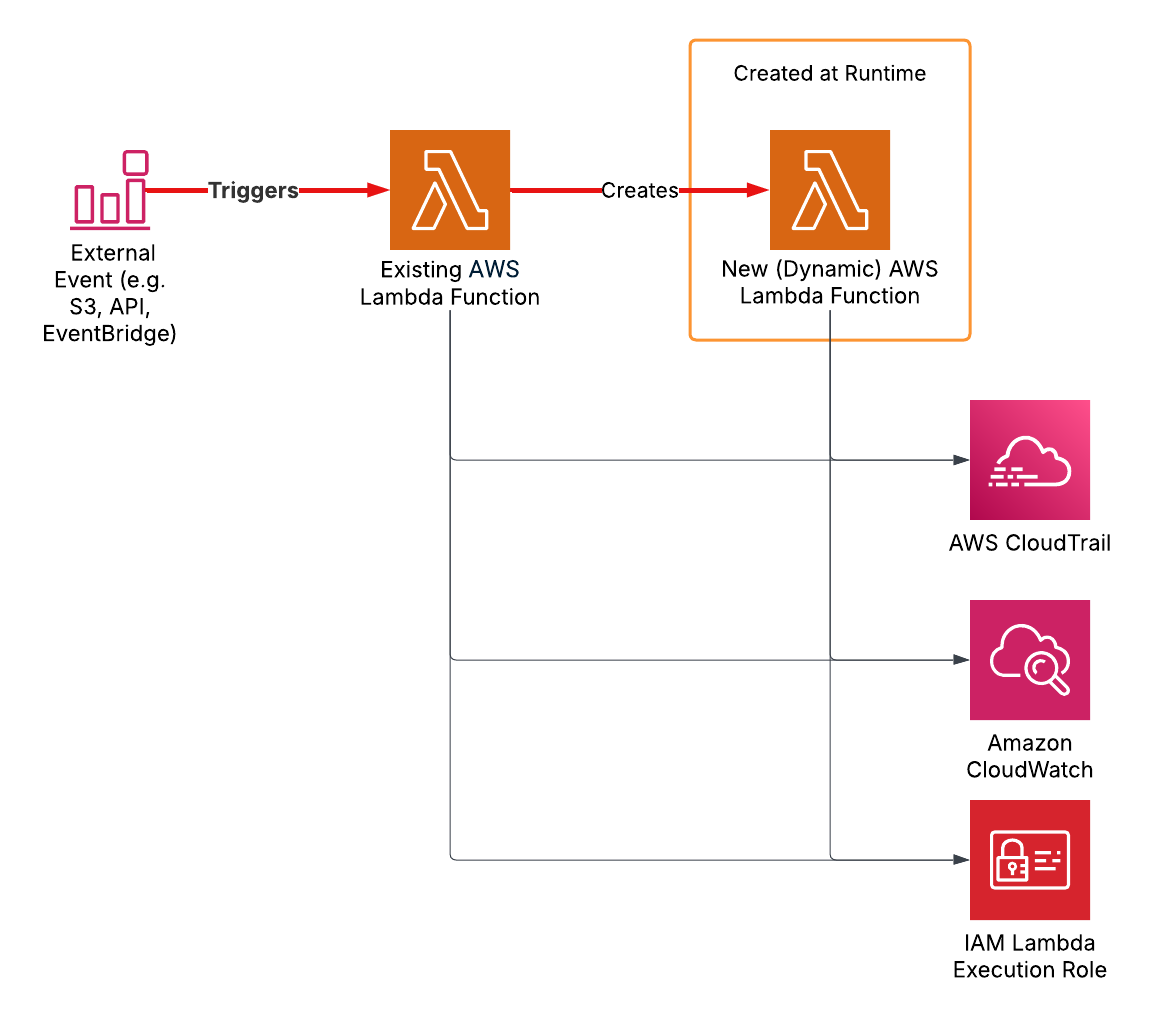 Created at Runtime
Triggers
Creates
External
Event (e.g.
S3, API,
EventBridge)
Existing AWS
Lambda Function
New (Dynamic) AWS
Lambda Function
AWS CloudTrail
Amazon
CloudWatch
IAM Lambda
Execution Role